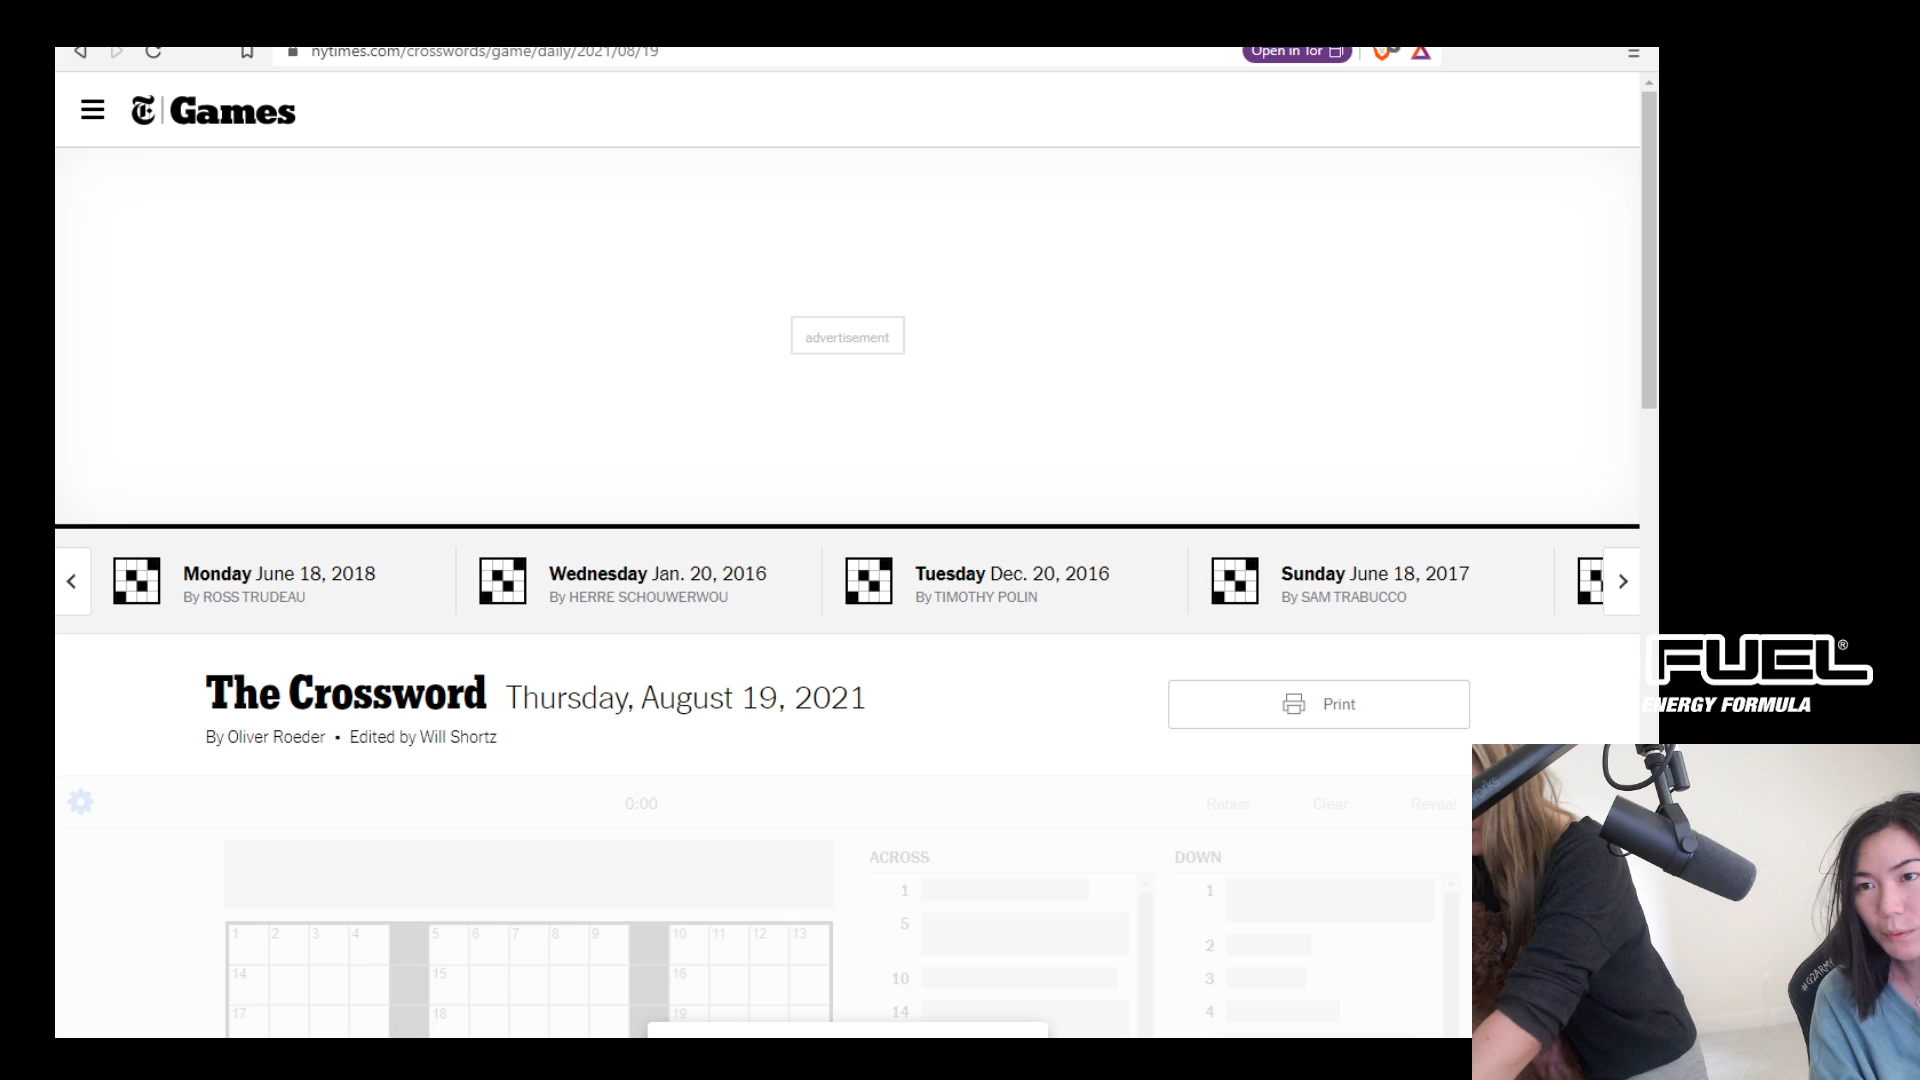 nytimes.com/crosswords/game/daily/2021/08/19
Open in Tor
Games
advertisement
Monday June 18, 2018
By ROSS TRUDEAU
Wednesday Jan. 20, 2016
By HERRE SCHOUWERWOU
Tuesday Dec. 20, 2016
By TIMOTHY POLIN
Sunday June 18, 2017
By SAM TRABUCCO
The Crossword Thursday, August 19, 2021
By Oliver Roeder • Edited by Will Shortz
Print
FUEL®
ENERGY FORMULA
0:00
Rebus
Clear
Reveal
ACROSS
DOWN
1
5
10
14
1
2
3
4
1 2 3 4 5 6 7 8 9 10 11 12 13
14 15 16
17 18 19
#G2ARMY